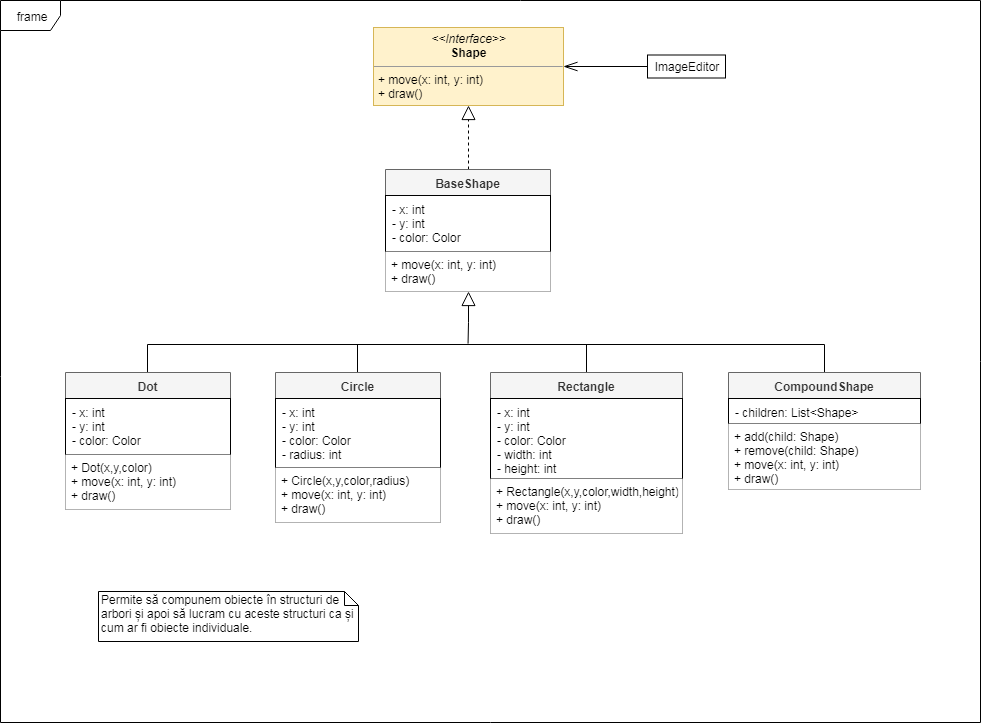 frame
<<Interface>>
Shape
+ move(x: int, y: int)
+ draw()
ImageEditor
BaseShape
- x: int
- y: int
- color: Color
+ move(x: int, y: int)
+ draw()
Dot
- x: int
- y: int
- color: Color
+ Dot(x,y,color)
+ move(x: int, y: int)
+ draw()
Circle
- x: int
- y: int
- color: Color
- radius: int
+ Circle(x,y,color,radius)
+ move(x: int, y: int)
+ draw()
Rectangle
- x: int
- y: int
- color: Color
- width: int
- height: int
+ Rectangle(x,y,color,width,height)
+ move(x: int, y: int)
+ draw()
CompoundShape
- children: List<Shape>
+ add(child: Shape)
+ remove(child: Shape)
+ move(x: int, y: int)
+ draw()
Permite să compunem obiecte în structuri de
arbori și apoi să lucram cu aceste structuri ca și
cum ar fi obiecte individuale.